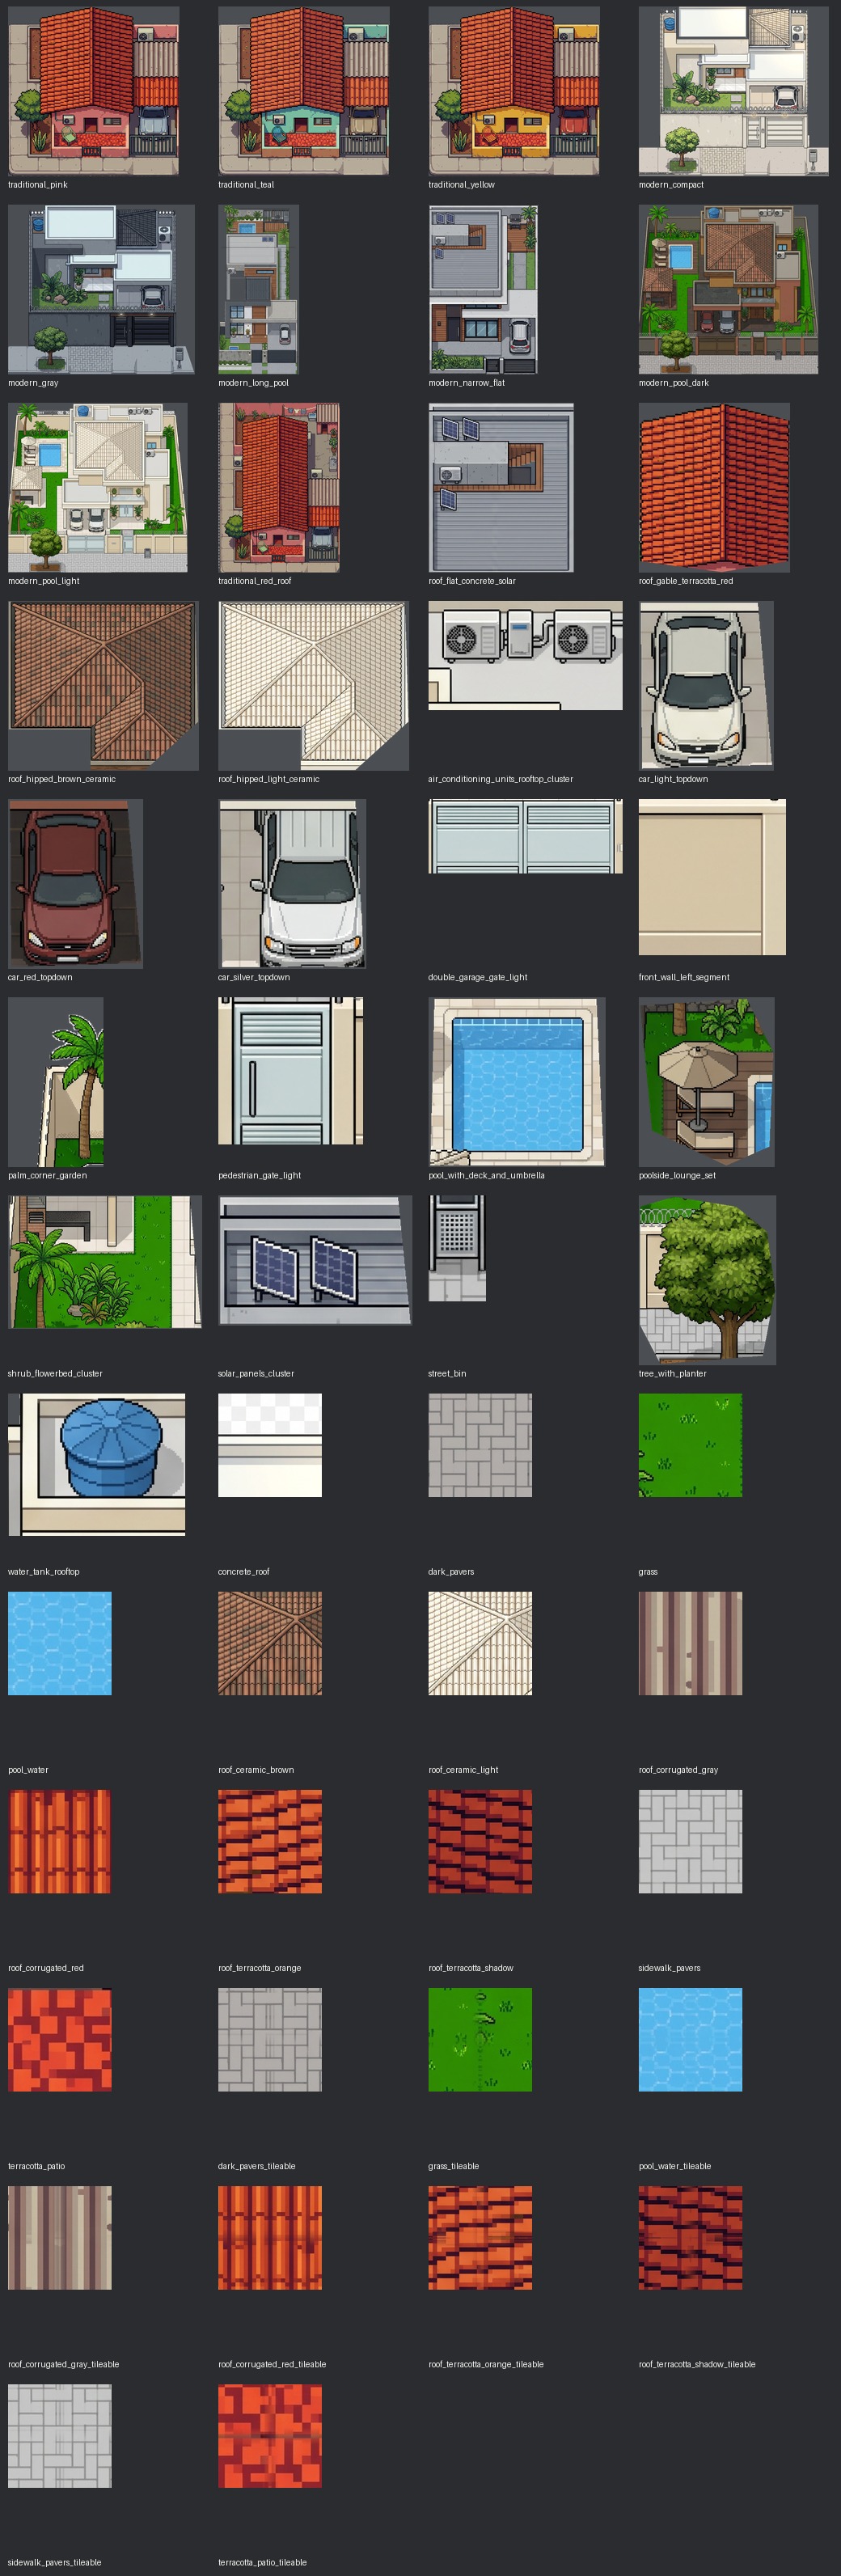 traditional_pink
traditional_teal
traditional_yellow
modern_compact
modern_gray
modern_long_pool
modern_narrow_flat
modern_pool_dark
modern_pool_light
traditional_red_roof
roof_flat_concrete_solar
roof_gable_terracotta_red
roof_hipped_brown_ceramic
roof_hipped_light_ceramic
air_conditioning_units_rooftop_cluster
car_light_topdown
car_red_topdown
car_silver_topdown
double_garage_gate_light
front_wall_left_segment
palm_corner_garden
pedestrian_gate_light
pool_with_deck_and_umbrella
poolside_lounge_set
shrub_flowerbed_cluster
solar_panels_cluster
street_bin
tree_with_planter
water_tank_rooftop
concrete_roof
dark_pavers
grass
pool_water
roof_ceramic_brown
roof_ceramic_light
roof_corrugated_gray
roof_corrugated_red
roof_terracotta_orange
roof_terracotta_shadow
sidewalk_pavers
terracotta_patio
dark_pavers_tileable
grass_tileable
pool_water_tileable
roof_corrugated_gray_tileable
roof_corrugated_red_tileable
roof_terracotta_orange_tileable
roof_terracotta_shadow_tileable
sidewalk_pavers_tileable
terracotta_patio_tileable